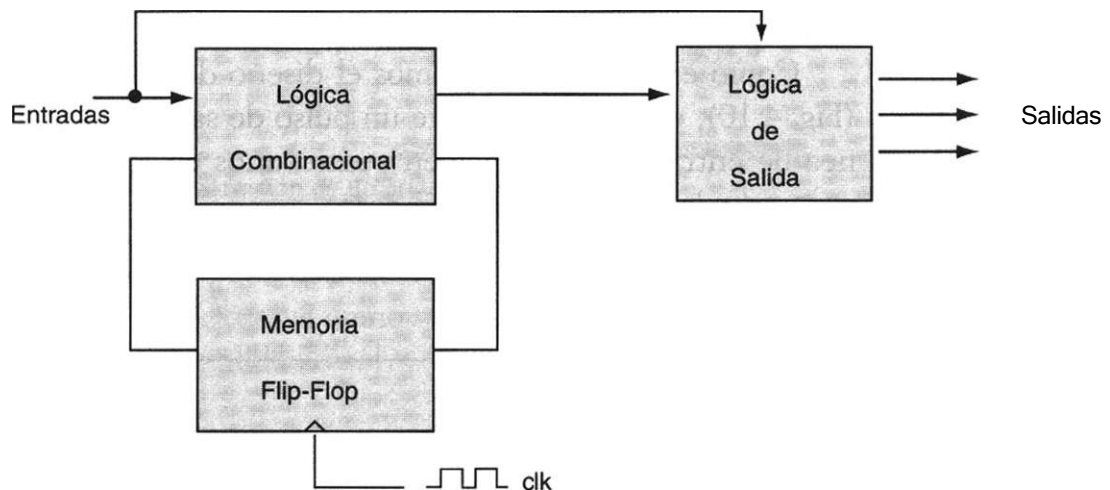 Entradas
Lógica
Combinacional
Lógica
de
Salida
Salidas
Memoria
Flip-Flop
clk